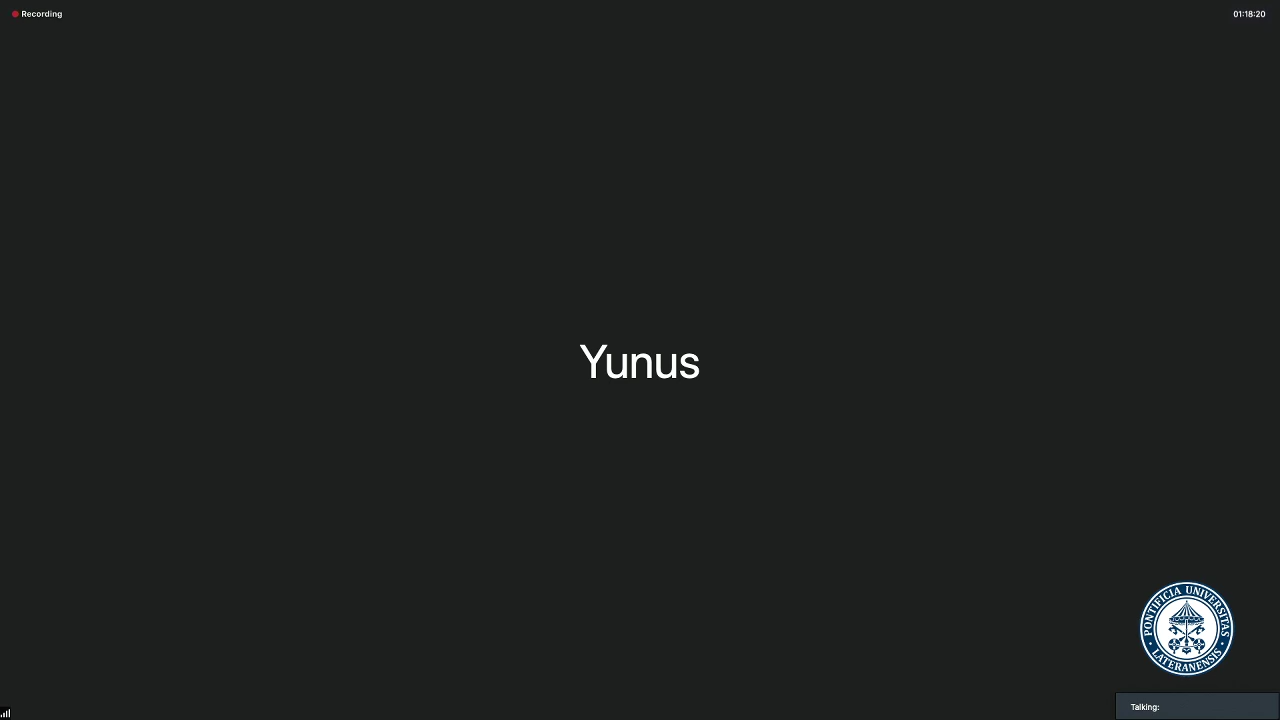 Recording
01:18:20
Yunus
PONTIFICIA UNIVERSITAS
LATERANENSIS
Talking: